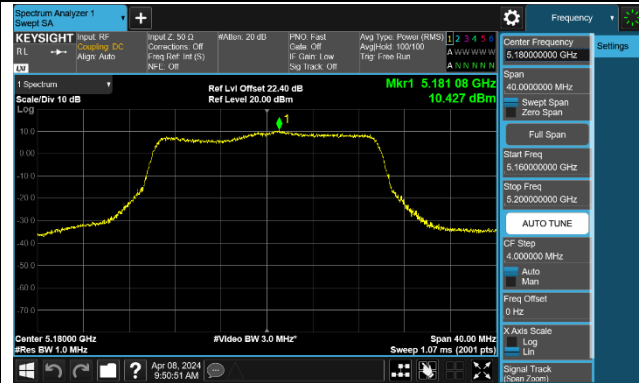 Spectrum Analyzer 1
Swept SA
Frequency
KEYSIGHT
RL
LXI
Input: RF
Coupling: DC
Align: Auto
Input Z: 50 Ω
Corrections: Off
Freq Ref: Int (S)
NFE: Off
#Atten: 20 dB
PNO: Fast
Gate: Off
IF Gain: Low
Sig Track: Off
Avg Type: Power (RMS)
Avg|Hold: 100/100
Trig: Free Run
1 2 3 4 5 6
A W W W W W
A N N N N N
1 Spectrum
Scale/Div 10 dB
Log
Ref Lvl Offset 22.40 dB
Ref Level 20.00 dBm
Mkr1 5.181 08 GHz
10.427 dBm
1
10.0
0.00
-10.0
-20.0
-30.0
-40.0
-50.0
-60.0
-70.0
Center 5.18000 GHz
#Res BW 1.0 MHz
#Video BW 3.0 MHz*
Span 40.00 MHz
Sweep 1.07 ms (2001 pts)
Apr 08, 2024
9:50:51 AM
Center Frequency
5.180000000 GHz
Settings
Span
40.0000000 MHz
Swept Span
Zero Span
Full Span
Start Freq
5.160000000 GHz
Stop Freq
5.200000000 GHz
AUTO TUNE
CF Step
4.000000 MHz
Auto
Man
Freq Offset
0 Hz
X Axis Scale
Log
Lin
Signal Track
(Span Zoom)